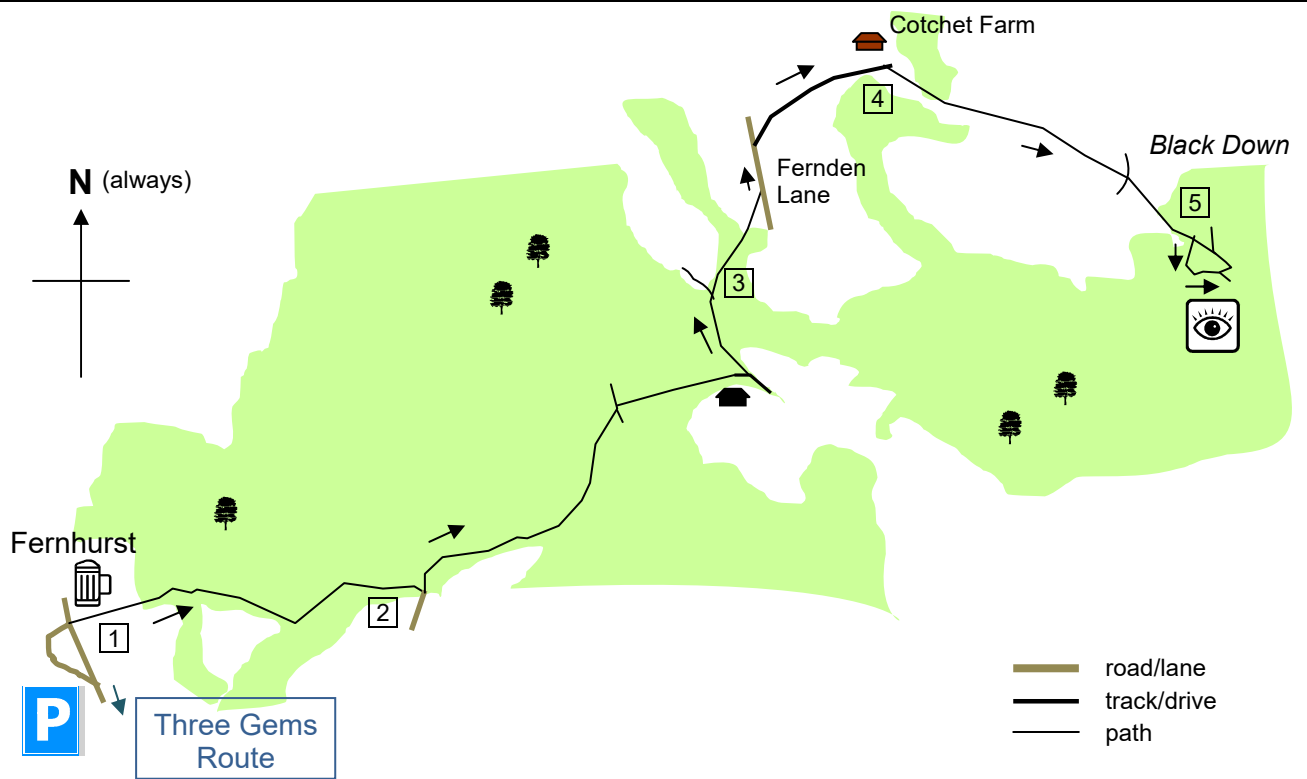 Cotchet Farm
4
Black Down
N (always)
Fernden
Lane
5
3
Fernhurst
2
1
P
Three Gems
Route
road/lane
track/drive
path